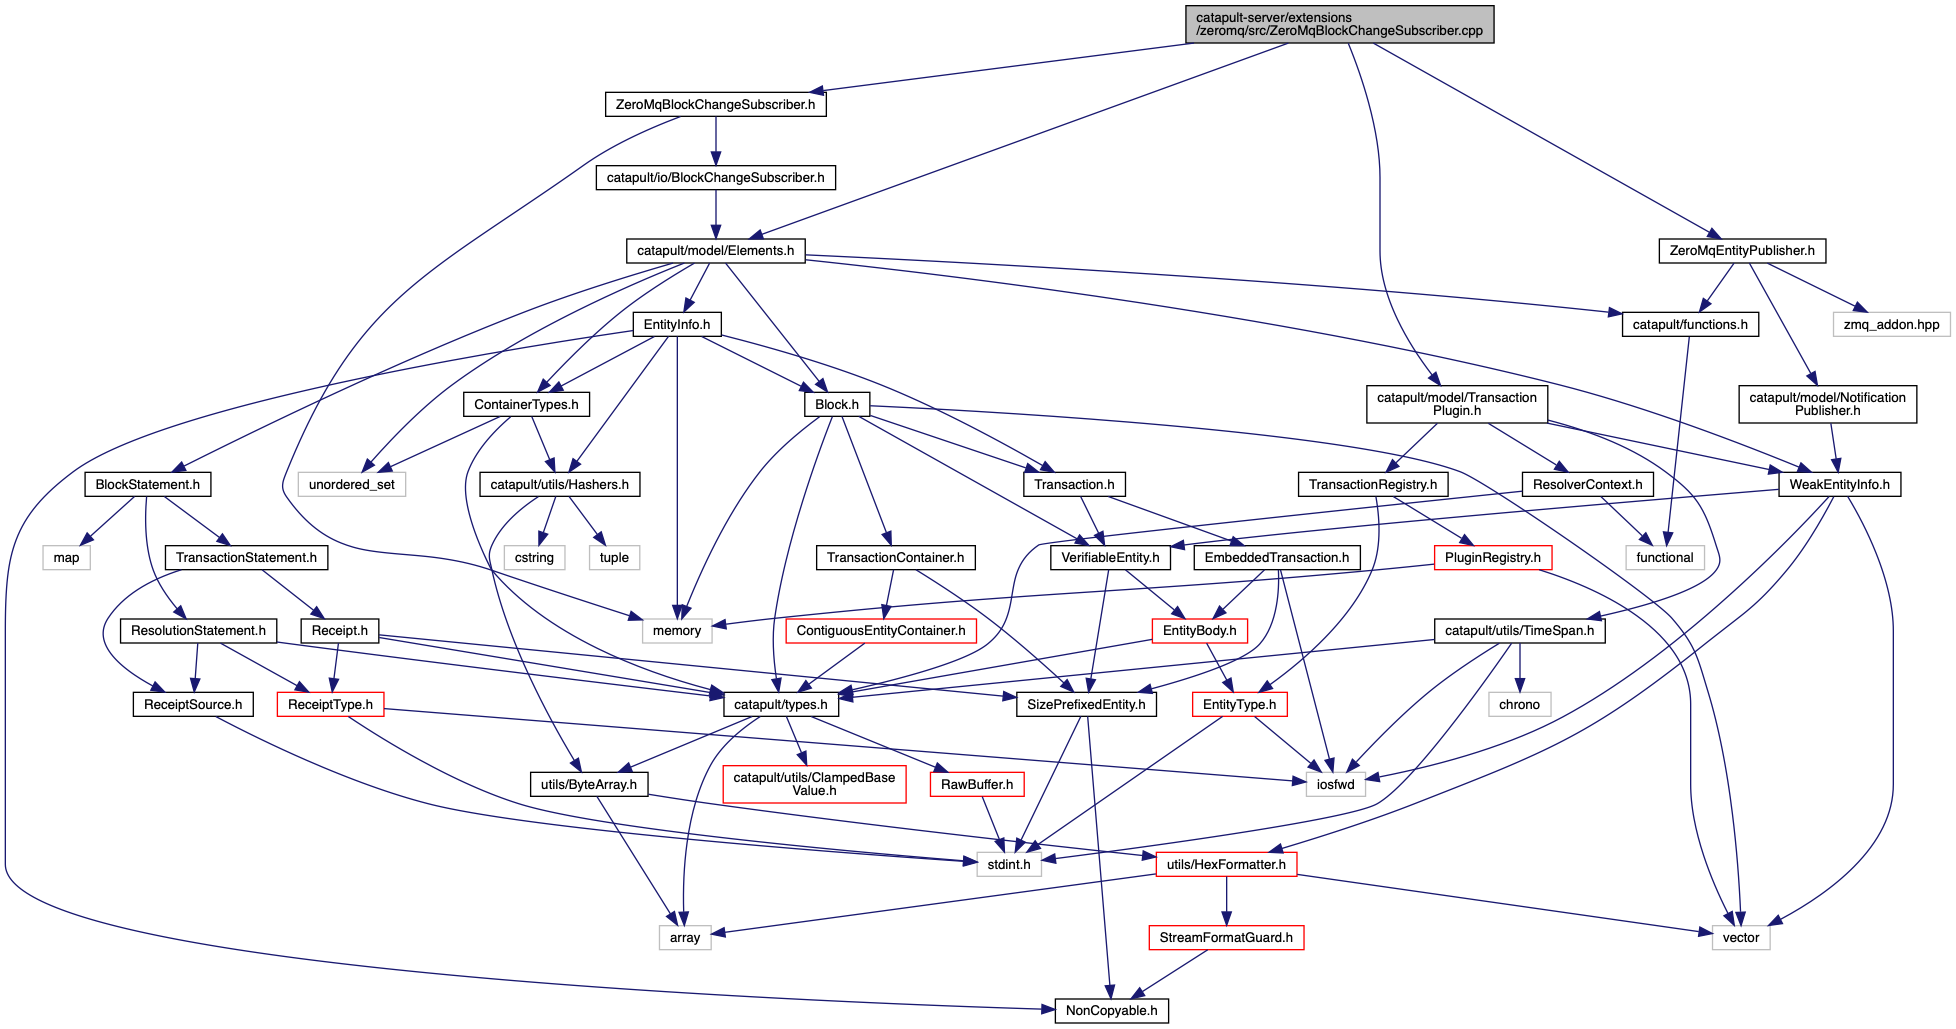 catapult-server/extensions
/zeromq/src/ZeroMqBlockChangeSubscriber.cpp
ZeroMqBlockChangeSubscriber.h
catapult/io/BlockChangeSubscriber.h
catapult/model/Elements.h
ZeroMqEntityPublisher.h
EntityInfo.h
catapult/functions.h
zmq_addon.hpp
ContainerTypes.h
Block.h
catapult/model/Transaction
Plugin.h
catapult/model/Notification
Publisher.h
BlockStatement.h
unordered_set
catapult/utils/Hashers.h
Transaction.h
TransactionRegistry.h
ResolverContext.h
WeakEntityInfo.h
map
TransactionStatement.h
cstring
tuple
TransactionContainer.h
VerifiableEntity.h
EmbeddedTransaction.h
PluginRegistry.h
functional
ResolutionStatement.h
Receipt.h
memory
ContiguousEntityContainer.h
EntityBody.h
catapult/utils/TimeSpan.h
ReceiptSource.h
ReceiptType.h
catapult/types.h
SizePrefixedEntity.h
EntityType.h
chrono
utils/ByteArray.h
catapult/utils/ClampedBase
Value.h
RawBuffer.h
iosfwd
stdint.h
utils/HexFormatter.h
array
StreamFormatGuard.h
vector
NonCopyable.h